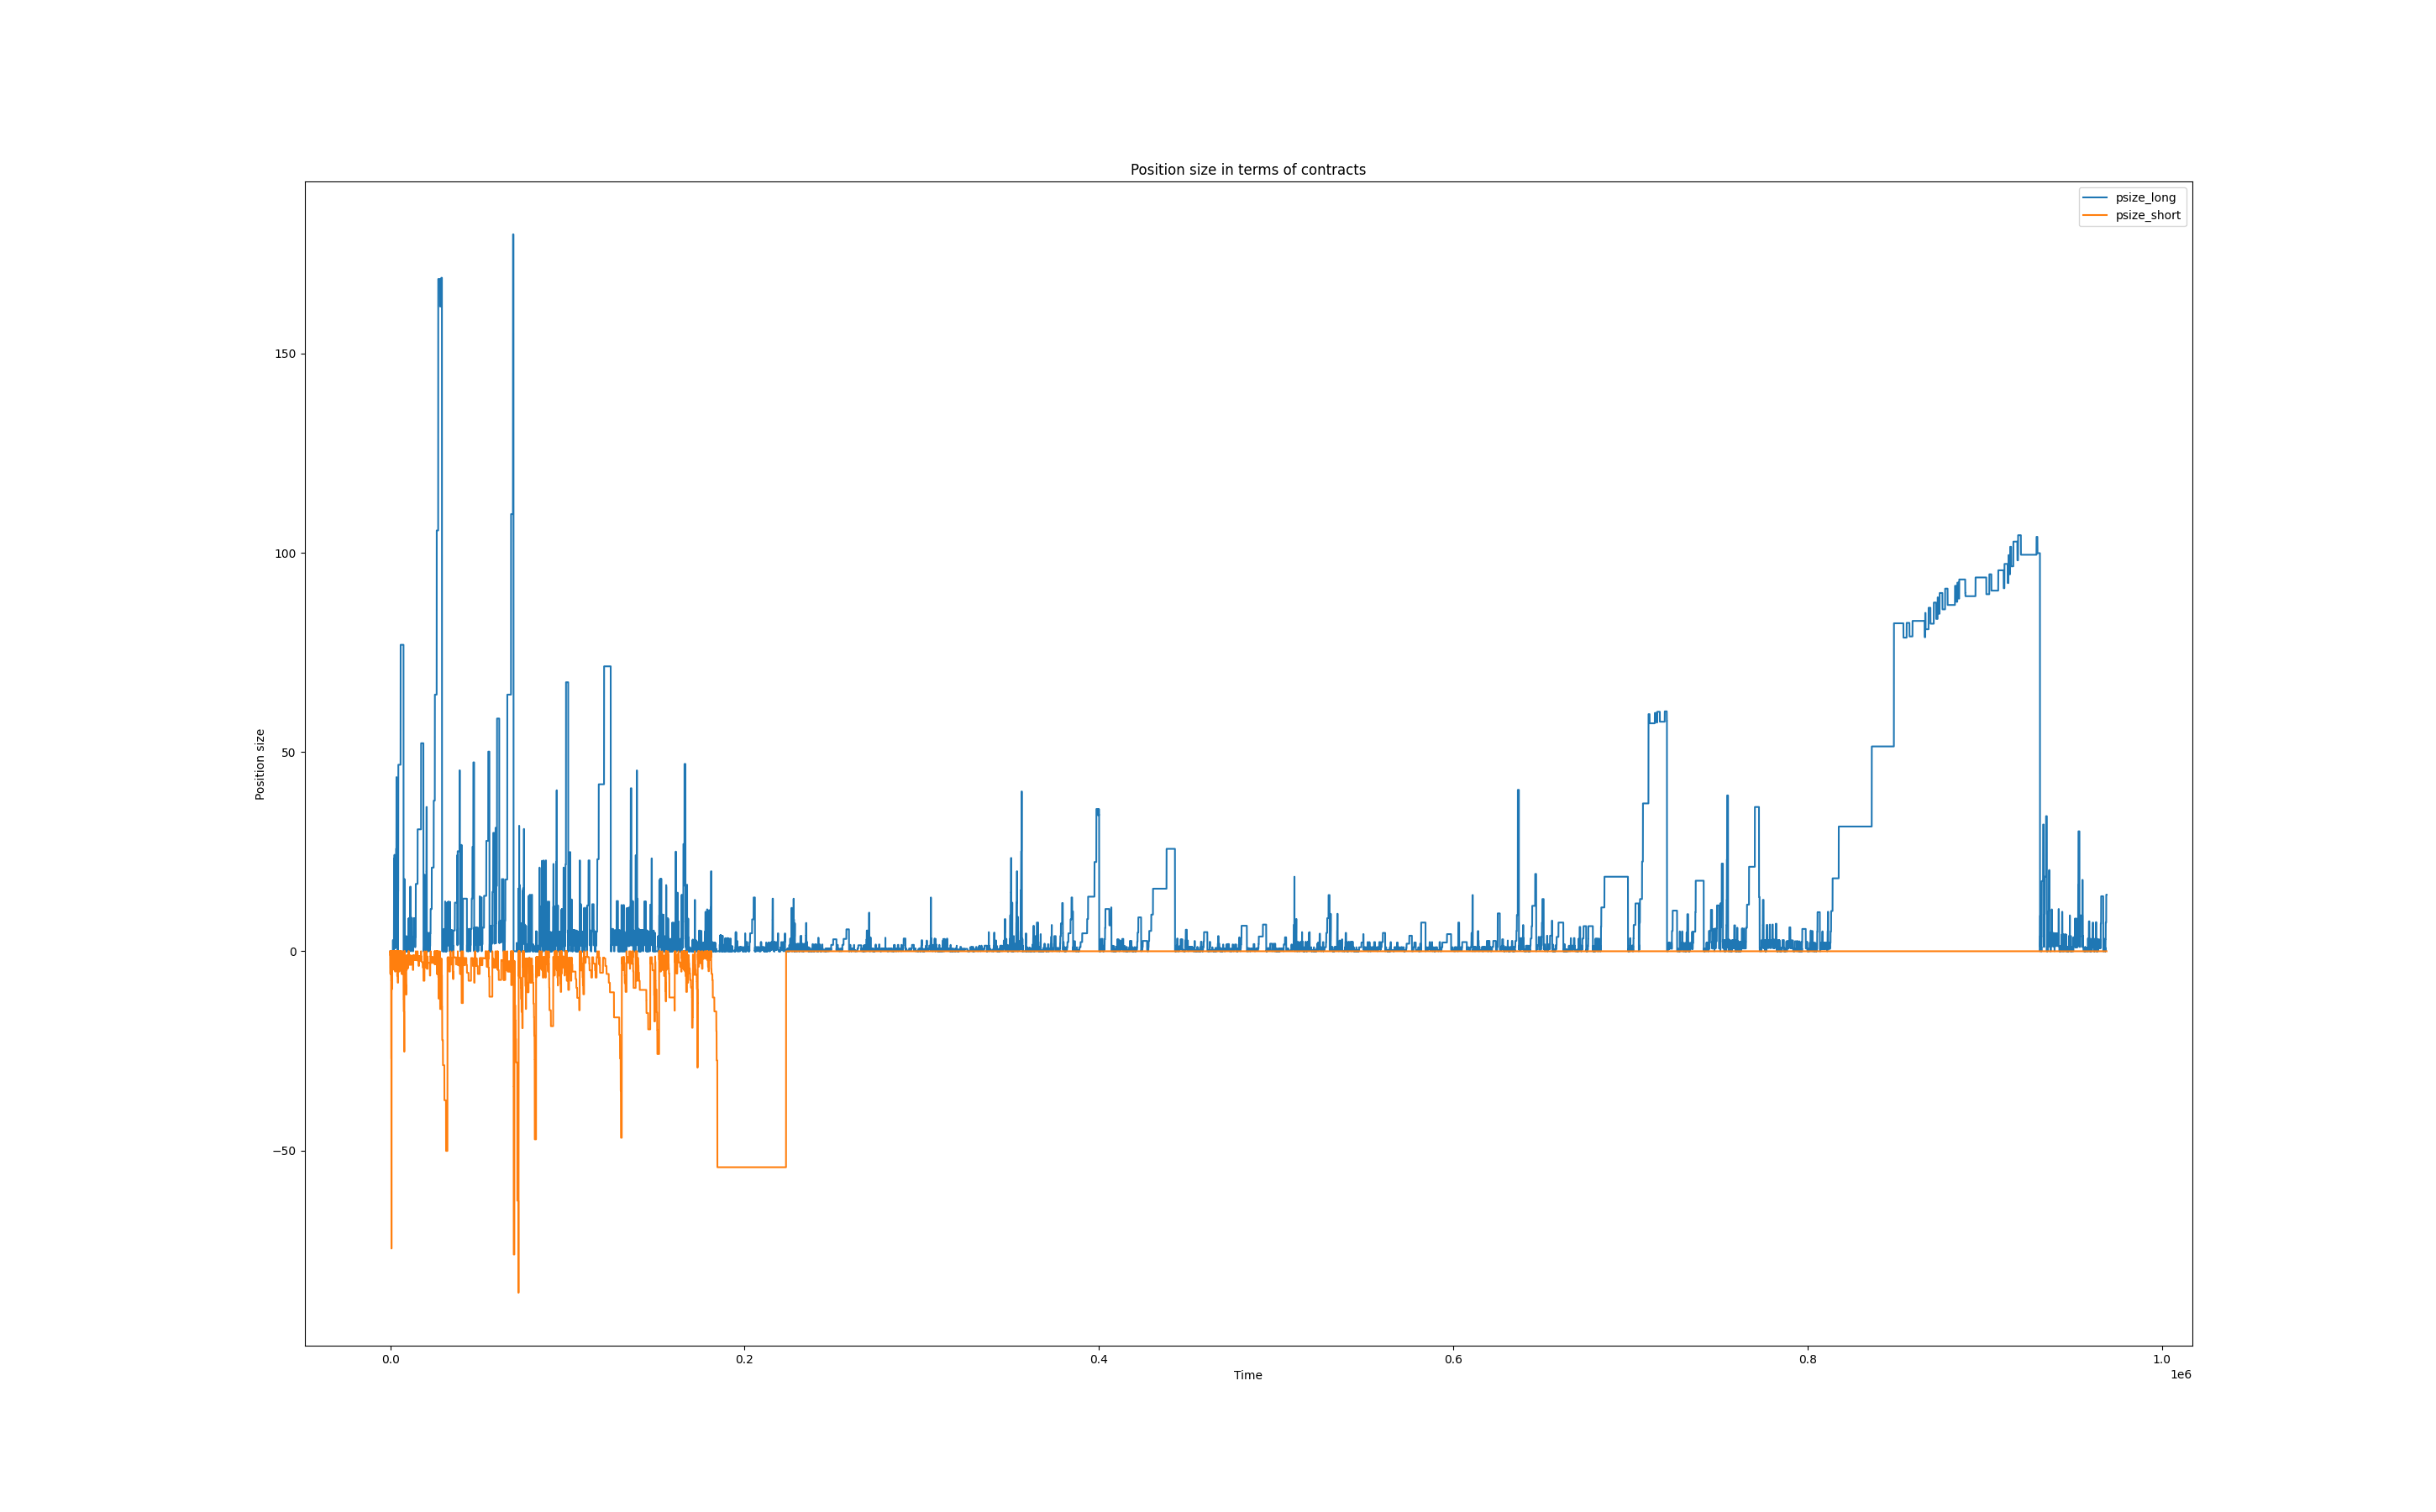 Position size in terms of contracts
psize_long
psize_short
Position size
150
100
50
0
−50
0.0
0.2
0.4
0.6
0.8
1.0
1e6
Time